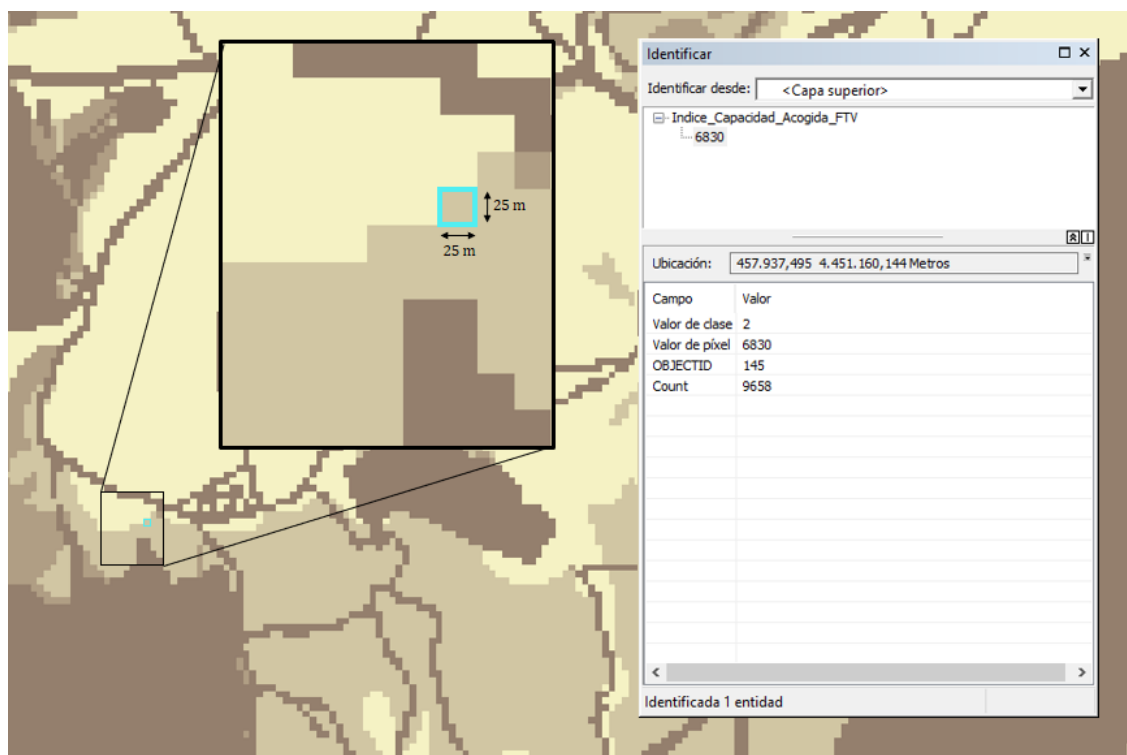 25 m
25 m
Identificar
Identificar desde: <Capa superior>
Indice_Capacidad_Acogida_FTV
6830
Ubicación: 457.937,495 4.451.160,144 Metros
Campo Valor
Valor de clase 2
Valor de píxel 6830
OBJECTID 145
Count 9658
Identificada 1 entidad